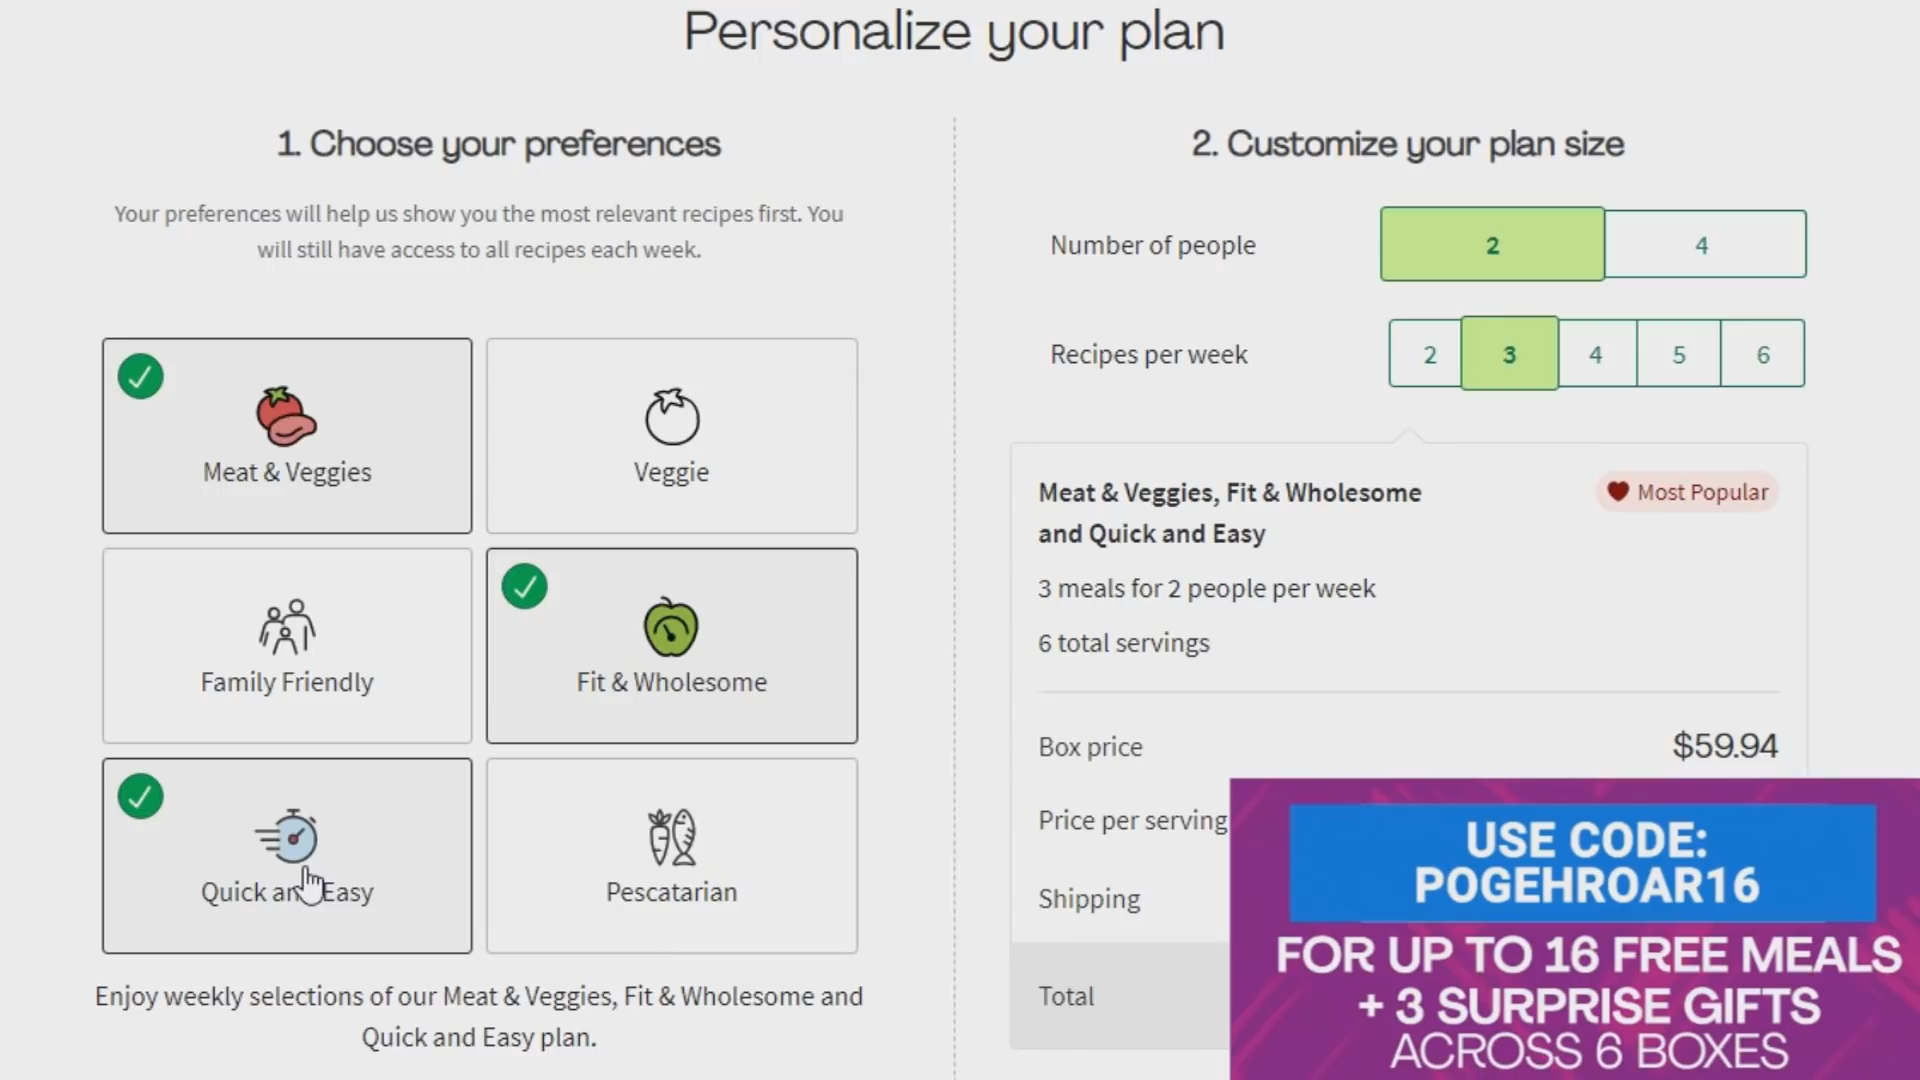 Personalize your plan
1. Choose your preferences
Your preferences will help us show you the most relevant recipes first. You
will still have access to all recipes each week.
Meat & Veggies
Veggie
Family Friendly
Fit & Wholesome
Quick and Easy
Pescatarian
Enjoy weekly selections of our Meat & Veggies, Fit & Wholesome and
Quick and Easy plan.
2. Customize your plan size
Number of people
2
4
Recipes per week
2
3
4
5
6
Meat & Veggies, Fit & Wholesome
and Quick and Easy
Most Popular
3 meals for 2 people per week
6 total servings
Box price
$59.94
Price per serving
Shipping
Total
USE CODE:
POGEHROAR16
FOR UP TO 16 FREE MEALS
+ 3 SURPRISE GIFTS
ACROSS 6 BOXES